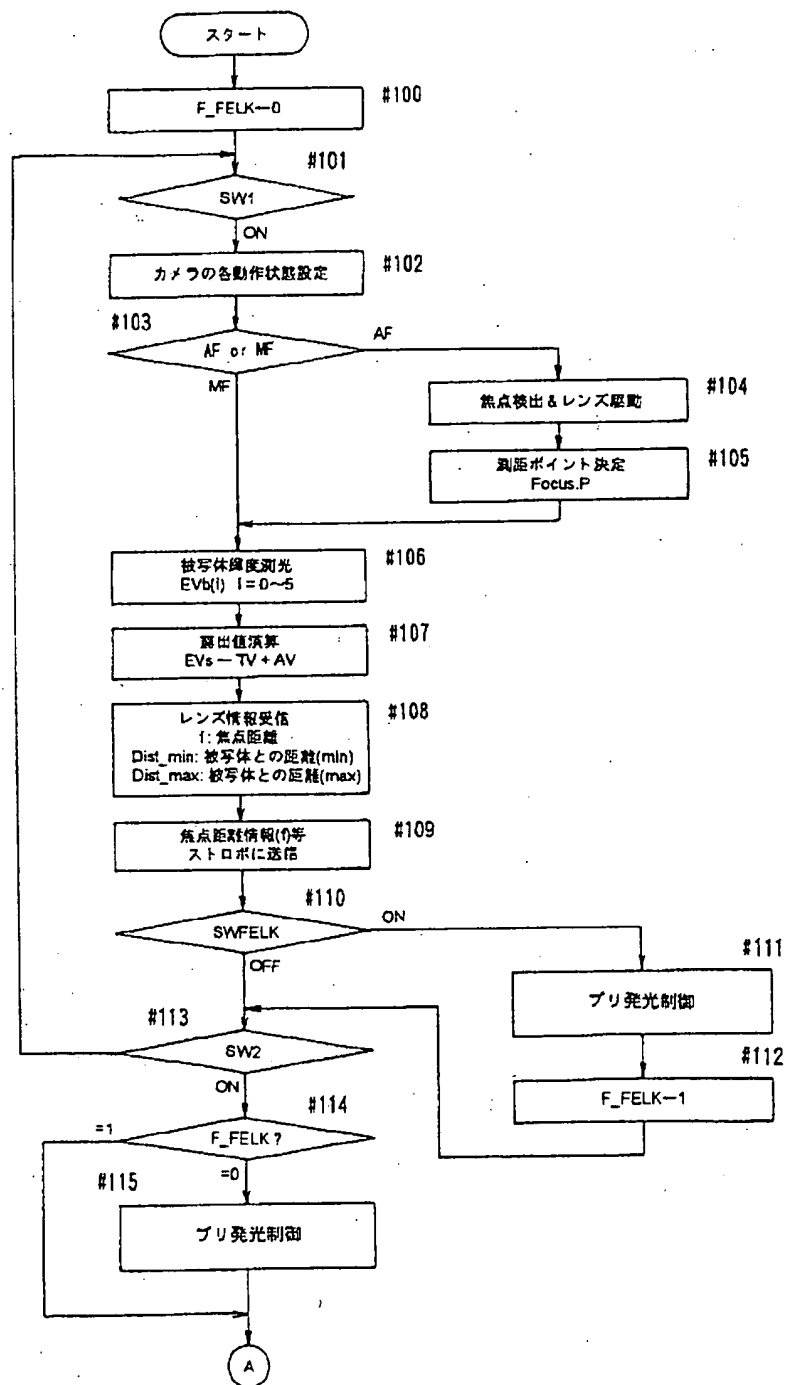 スタート
F_FELK←0
#100
#101
SW1
ON
カメラの各動作状態設定
#102
#103
AF or MF
AF
MF
焦点検出&レンズ駆動
#104
測距ポイント決定
Focus.P
#105
被写体輝度測光
EVb(i) i=0~5
#106
露出値演算
EVs←TV+AV
#107
レンズ情報受信
f:焦点距離
Dist_min:被写体との距離(min)
Dist_max:被写体との距離(max)
#108
焦点距離情報(f)等
ストロボに送信
#109
#110
SWFELK
ON
OFF
#111
プリ発光制御
#112
F_FELK←1
#113
SW2
ON
#114
F_FELK?
=1
=0
#115
プリ発光制御
A